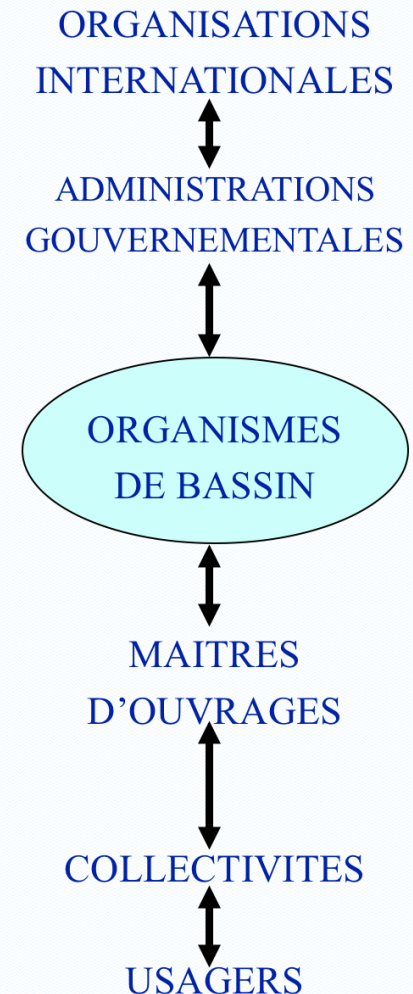 ORGANISATIONS
INTERNATIONALES
ADMINISTRATIONS
GOUVERNEMENTALES
ORGANISMES
DE BASSIN
MAITRES
D’OUVRAGES
COLLECTIVITES
USAGERS